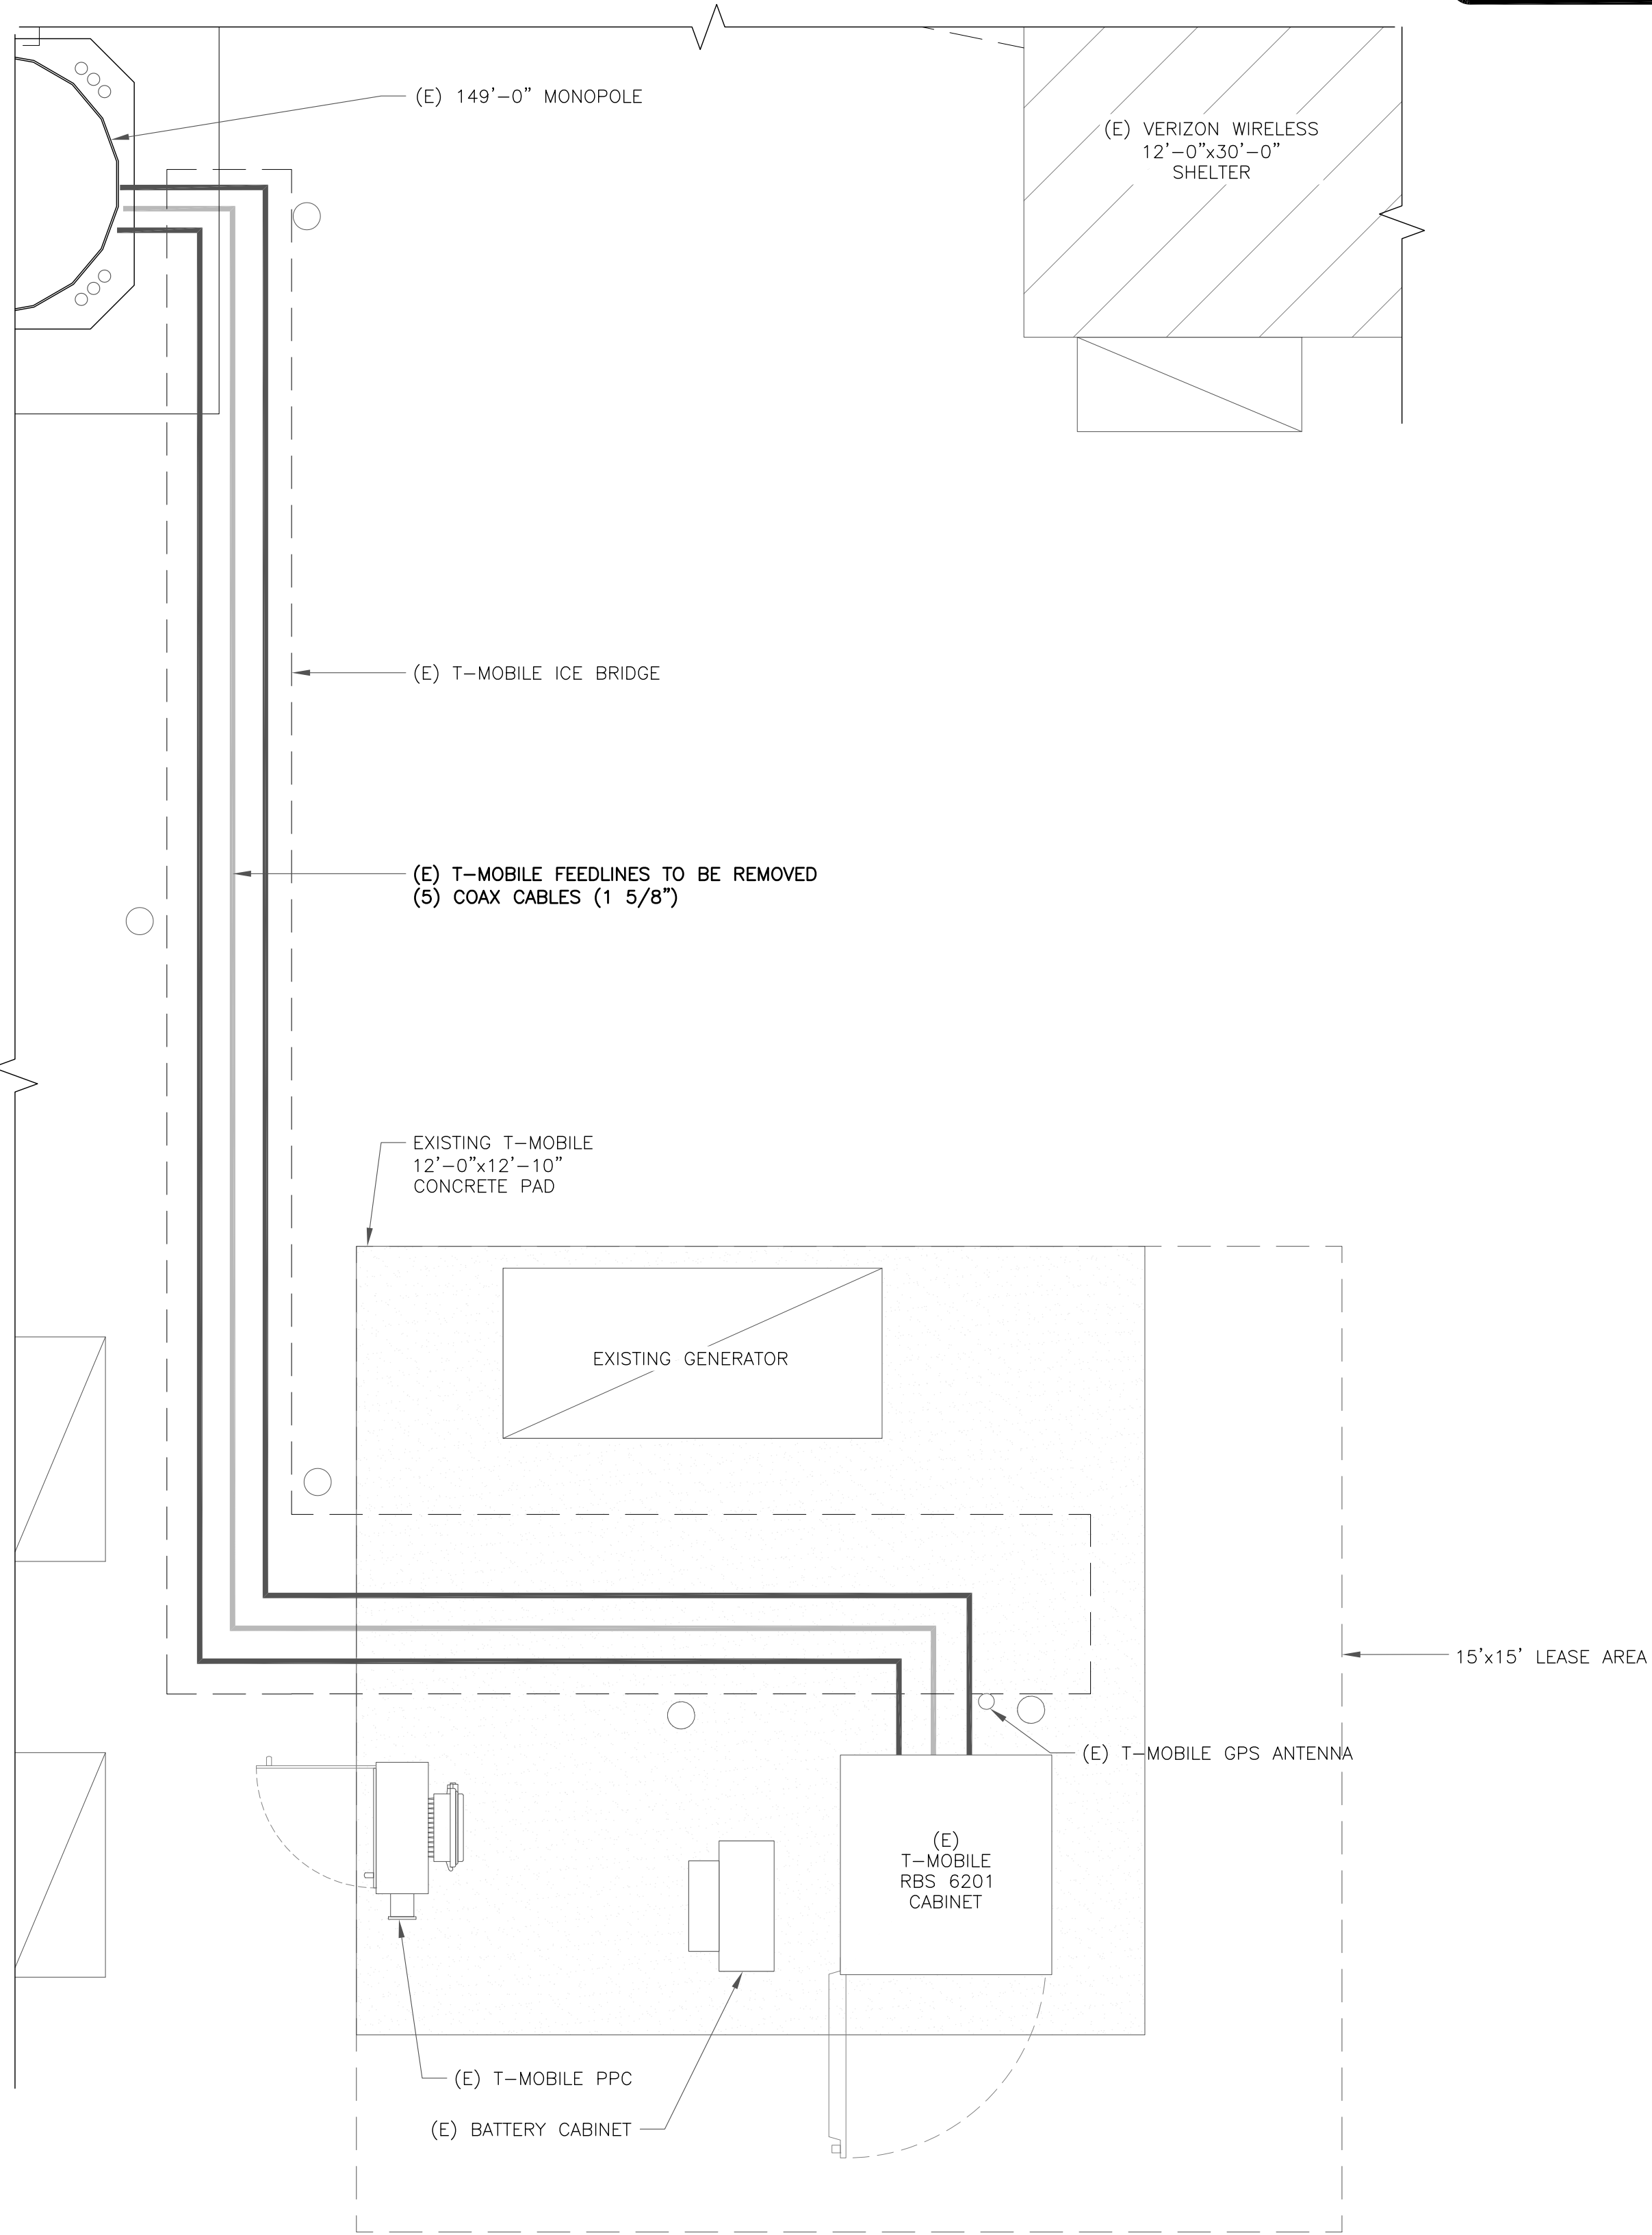 (E) 149'-0" MONOPOLE
(E) VERIZON WIRELESS
12'-0"x30'-0"
SHELTER
(E) T-MOBILE ICE BRIDGE
(E) T-MOBILE FEEDLINES TO BE REMOVED
(5) COAX CABLES (1 5/8")
EXISTING T-MOBILE
12'-0"x12'-10"
CONCRETE PAD
EXISTING GENERATOR
15'x15' LEASE AREA
(E) T-MOBILE GPS ANTENNA
(E)
T-MOBILE
RBS 6201
CABINET
(E) T-MOBILE PPC
(E) BATTERY CABINET